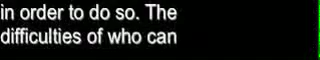 in order to do so. The
difficulties of who can